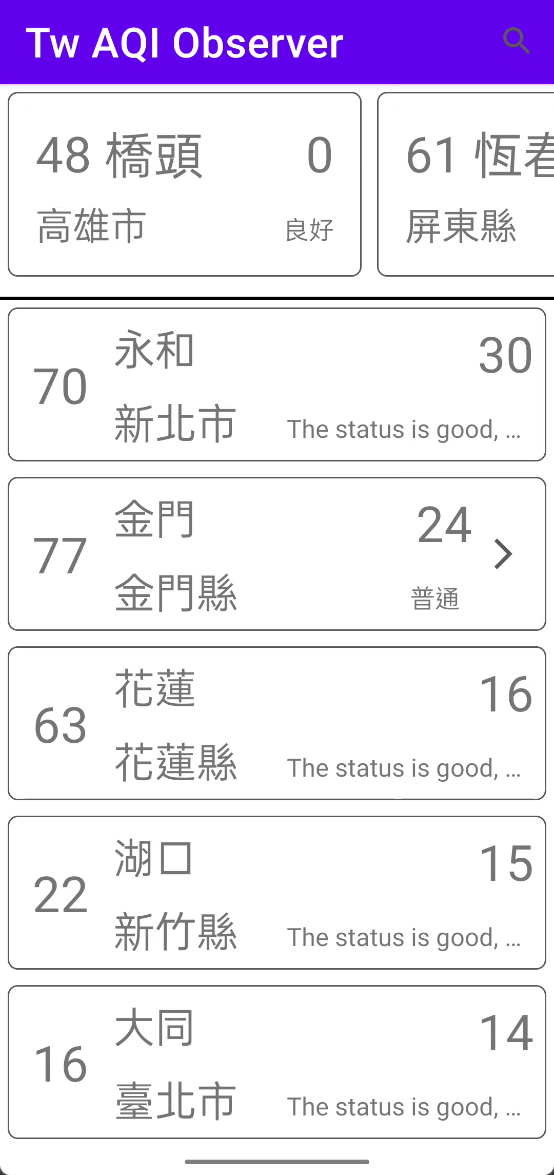 Tw AQI Observer
48 橋頭 0
高雄市 良好
61 恆春
屏東縣
永和 30
70
新北市 The status is good, ...
金門 24
77
金門縣 普通
花蓮 16
63
花蓮縣 The status is good, ...
湖口 15
22
新竹縣 The status is good, ...
大同 14
16
臺北市 The status is good, ...